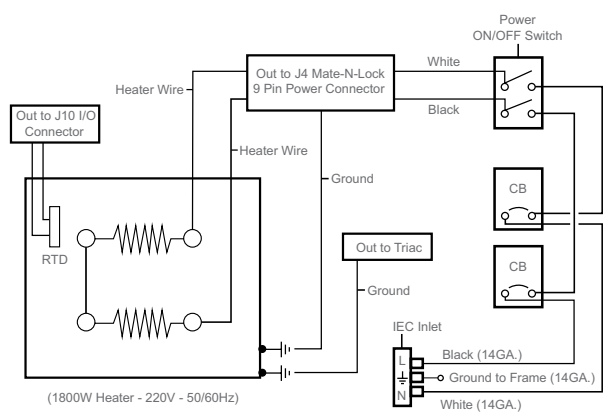 Power
ON/OFF Switch
Out to J4 Mate-N-Lock
9 Pin Power Connector
White
Black
Heater Wire
Out to J10 I/O
Connector
Heater Wire
Ground
RTD
CB
Out to Triac
CB
Ground
IEC Inlet
L
Black (14GA.)
Ground to Frame (14GA.)
N
White (14GA.)
(1800W Heater - 220V - 50/60Hz)